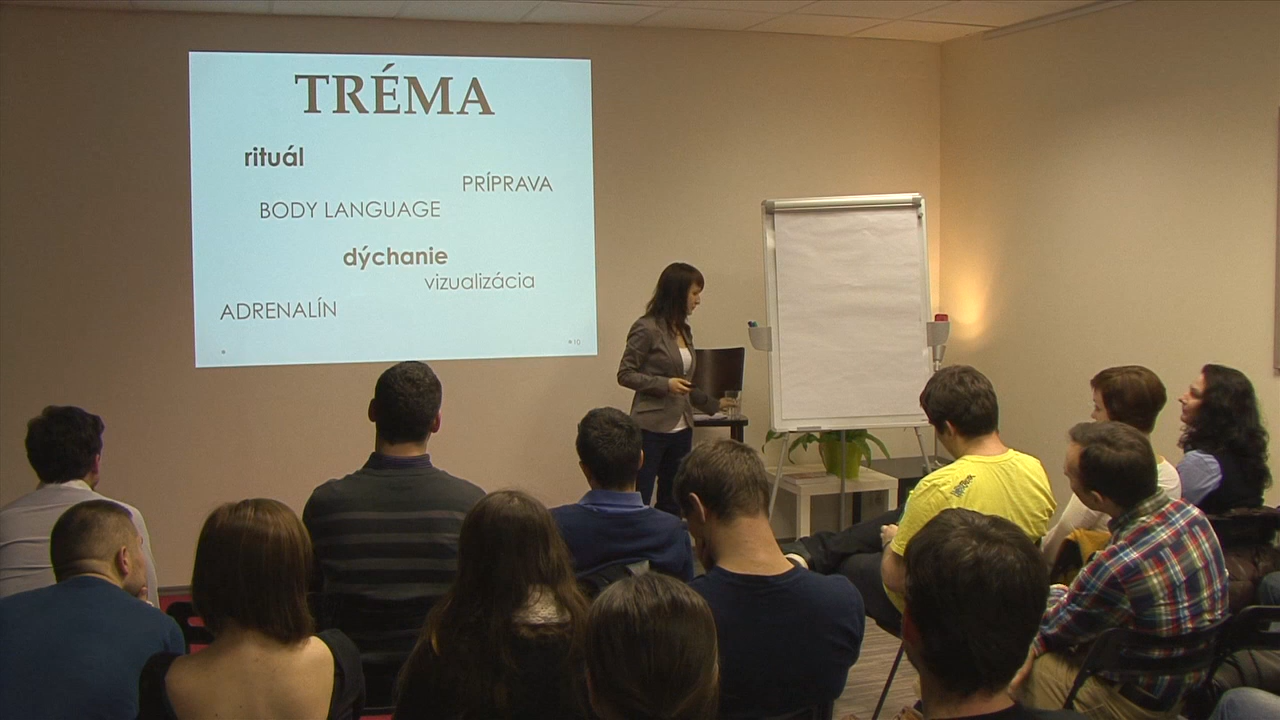 TRÉMA
rituál
PRÍPRAVA
BODY LANGUAGE
dýchanie
vizualizácia
ADRENALÍN
10